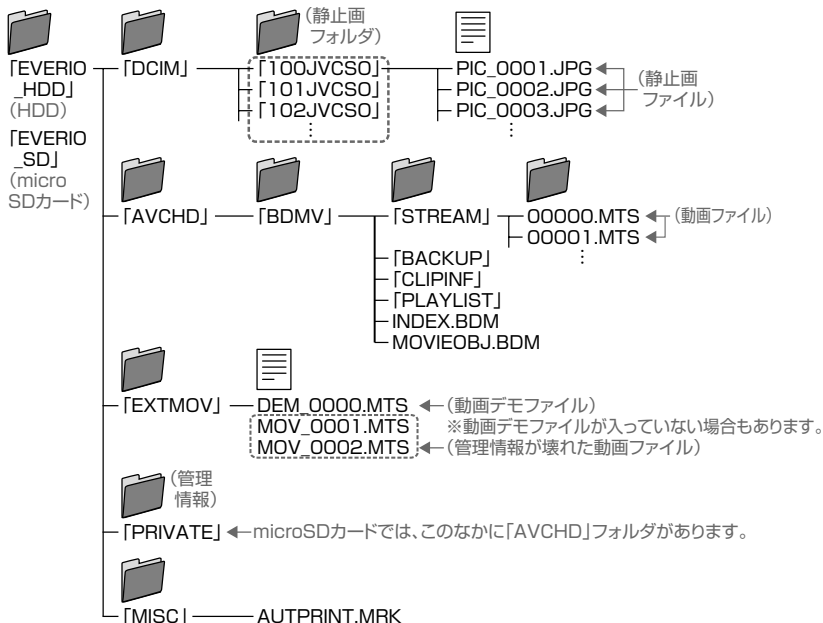 (静止画
フォルダ)
「EVERIO
_HDD」
(HDD)
「DCIM」
「100JVCSO」
「101JVCSO」
「102JVCSO」
⋮
PIC_0001.JPG
PIC_0002.JPG
PIC_0003.JPG
⋮
(静止画
ファイル)
「EVERIO
_SD」
(micro
SDカード)
「AVCHD」
「BDMV」
「STREAM」
00000.MTS
00001.MTS
⋮
(動画ファイル)
「BACKUP」
「CLIPINF」
「PLAYLIST」
INDEX.BDM
MOVIEOBJ.BDM
「EXTMOV」
DEM_0000.MTS
(動画デモファイル)
MOV_0001.MTS
※動画デモファイルが入っていない場合もあります。
MOV_0002.MTS
(管理情報が壊れた動画ファイル)
(管理
情報)
「PRIVATE」
microSDカードでは、このなかに「AVCHD」フォルダがあります。
「MISC」
AUTPRINT.MRK